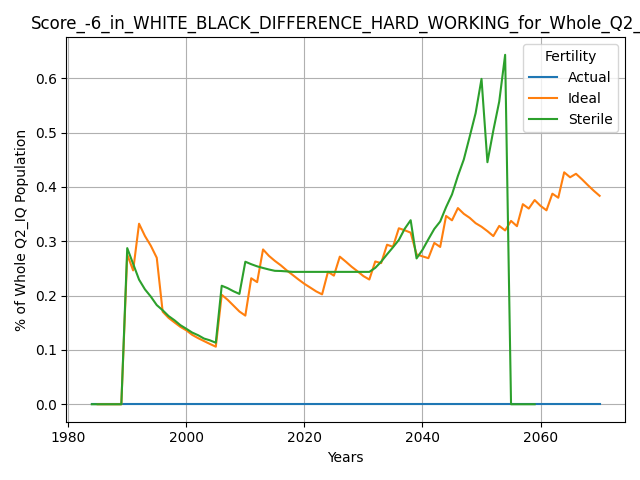 Score_-6_in_WHITE_BLACK_DIFFERENCE_HARD_WORKING_for_Whole_Q2_
Fertility
Actual
Ideal
Sterile
% of Whole Q2_IQ Population
0.6
0.5
0.4
0.3
0.2
0.1
0.0
1980 2000 2020 2040 2060
Years